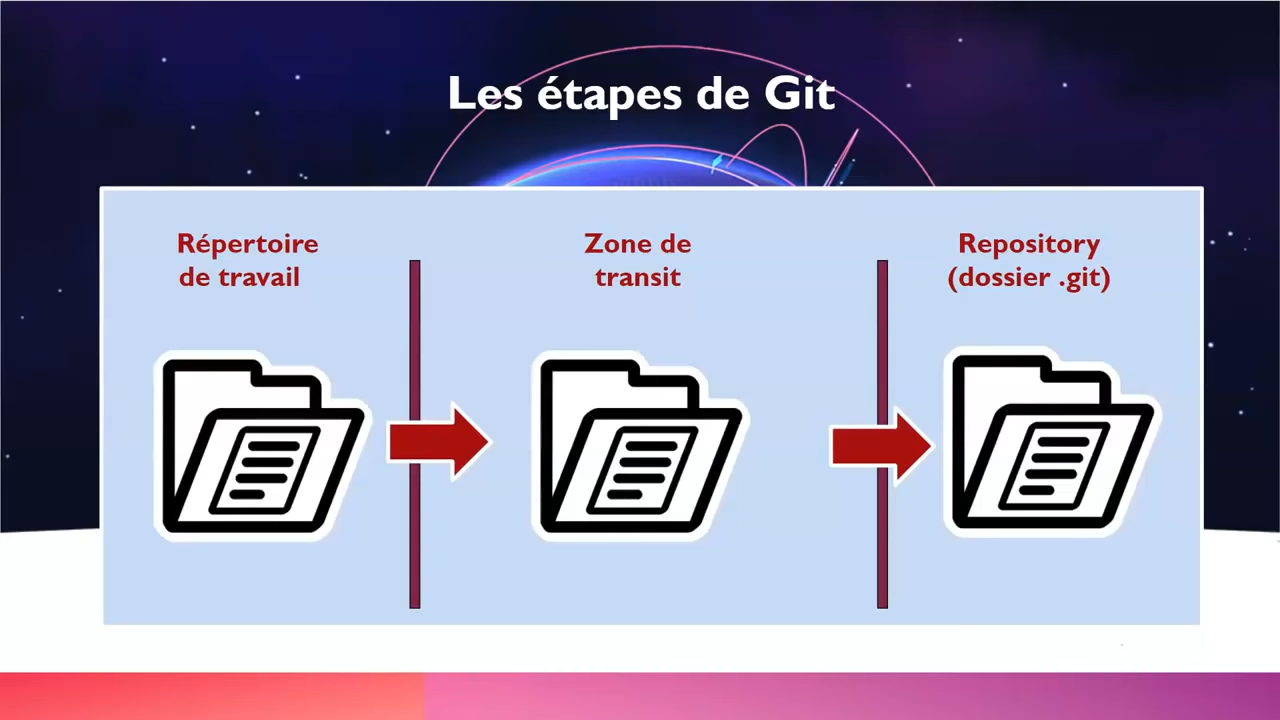 Les étapes de Git
Répertoire
de travail
Zone de
transit
Repository
(dossier .git)